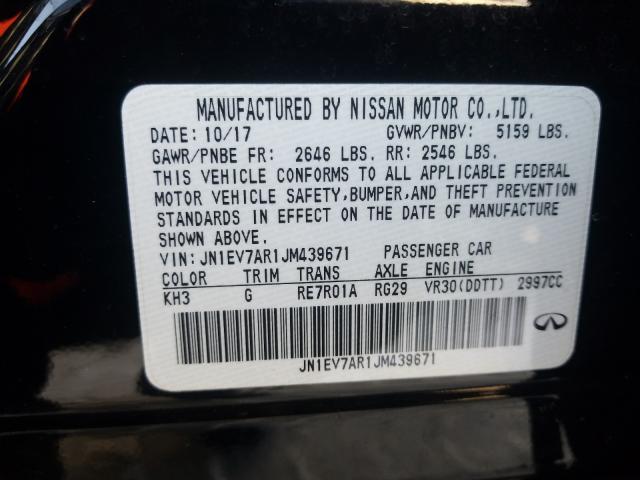 MANUFACTURED BY NISSAN MOTOR CO.,LTD.
DATE: 10/17 GVWR/PNBV: 5159 LBS.
GAWR/PNBE FR: 2646 LBS. RR: 2546 LBS.
THIS VEHICLE CONFORMS TO ALL APPLICABLE FEDERAL
MOTOR VEHICLE SAFETY,BUMPER,AND THEFT PREVENTION
STANDARDS IN EFFECT ON THE DATE OF MANUFACTURE
SHOWN ABOVE.
VIN: JN1EV7AR1JM439671 PASSENGER CAR
COLOR TRIM TRANS AXLE ENGINE
KH3 G RE7R01A RG29 VR30(DDTT) 2997CC
JN1EV7AR1JM439671